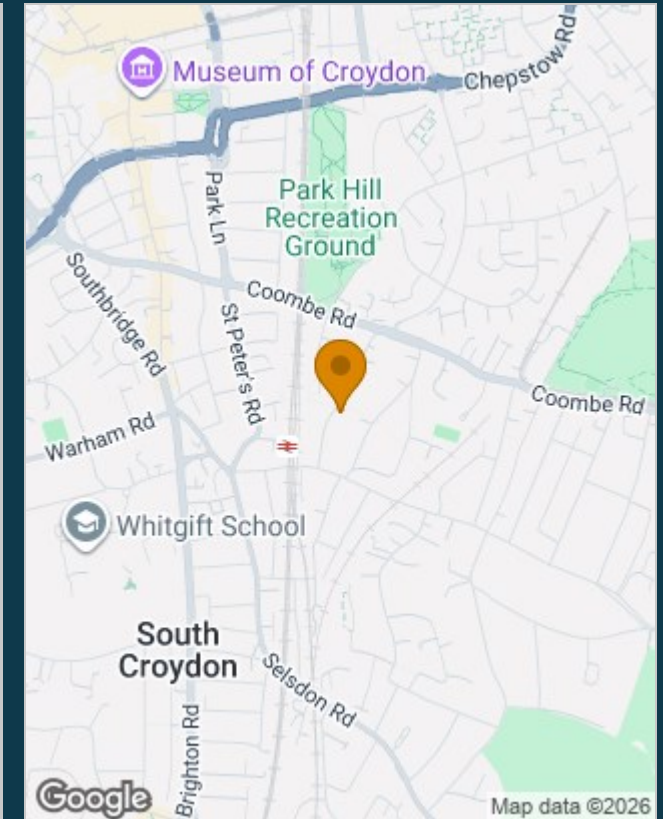 Museum of Croydon
Chepstow Rd
Park Ln
Park Hill
Recreation
Ground
Southbridge Rd
Coombe Rd
St Peter's Rd
Coombe Rd
Warham Rd
Whitgift School
South
Croydon
Selsdon Rd
Brighton Rd
Google
Map data ©2026